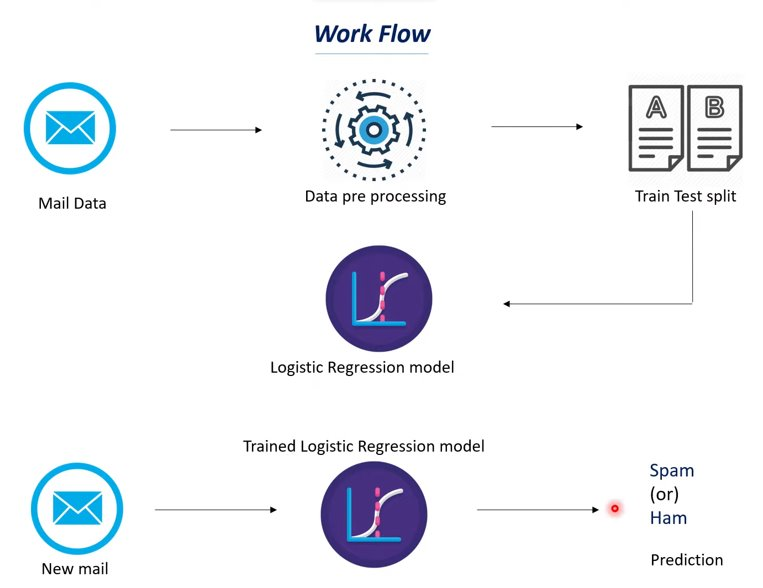 Work Flow
Mail Data
Data pre processing
A B
Train Test split
Logistic Regression model
Trained Logistic Regression model
New mail
Spam
(or)
Ham
Prediction